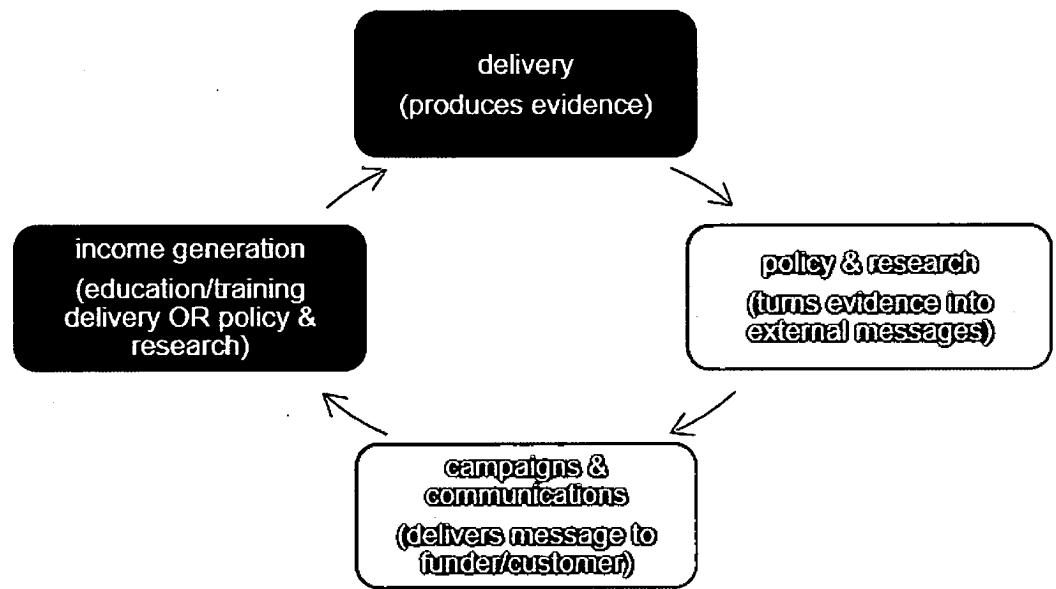 delivery
(produces evidence)
income generation
(education/training
delivery OR policy &
research)
policy & research
(turns evidence into
external messages)
campaigns &
communications
(delivers message to
funder/customer)